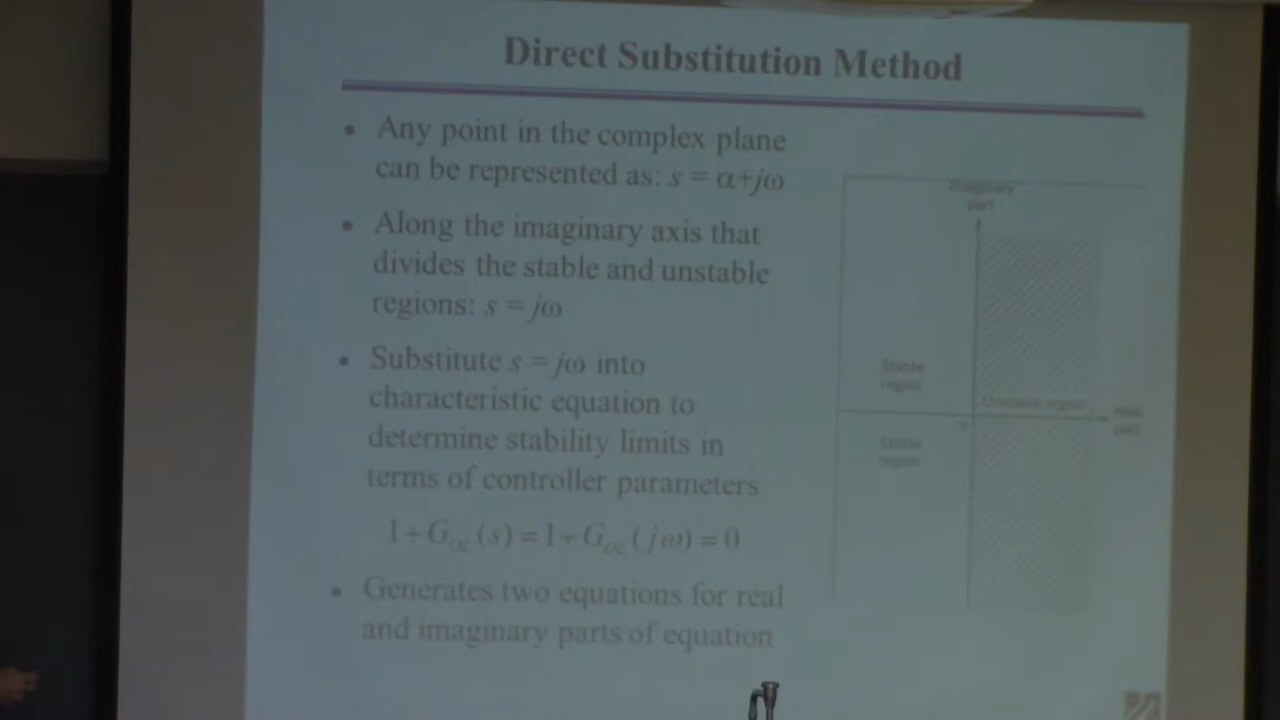 Direct Substitution Method
• Any point in the complex plane
can be represented as: s = α+jω
• Along the imaginary axis that
divides the stable and unstable
regions: s = jω
• Substitute s = jω into
characteristic equation to
determine stability limits in
terms of controller parameters
1+G_OL(s)=1+G_OL(jω)=0
• Generates two equations for real
and imaginary parts of equation
Imaginary
part
Stable
region
Unstable region
Real
part
Stable
region